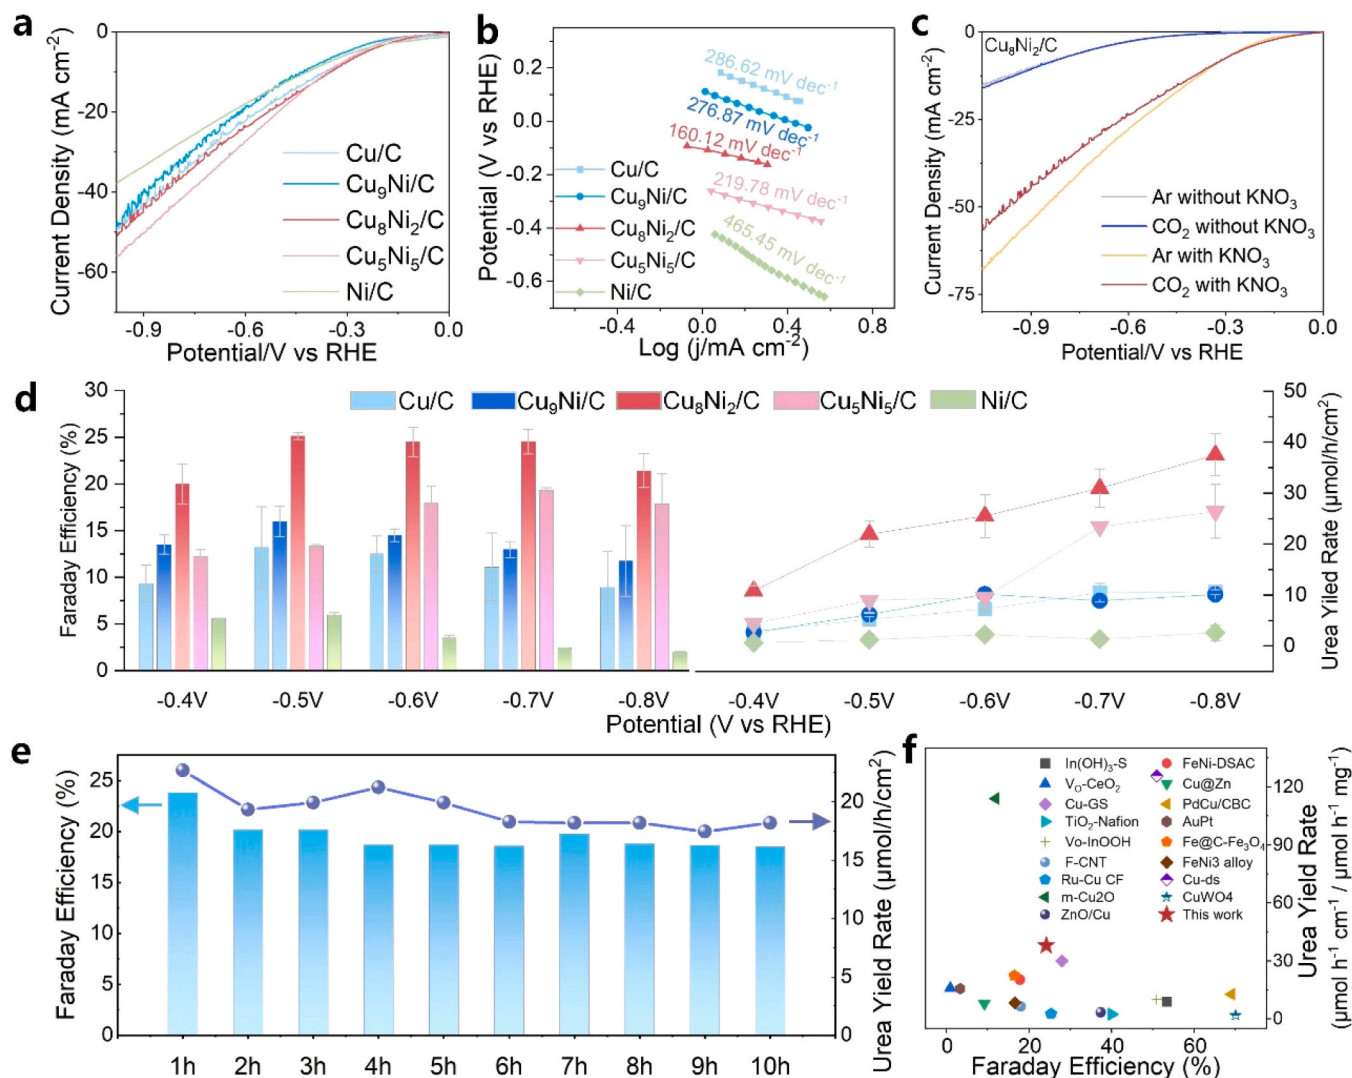 a
Current Density (mA cm-2)
0
-20
-40
-60
-0.9
-0.6
-0.3
0.0
Potential/V vs RHE
Cu/C
Cu9Ni/C
Cu8Ni2/C
Cu5Ni5/C
Ni/C
b
Potential (V vs RHE)
0.2
0.0
-0.2
-0.4
-0.6
286.62 mV dec-1
276.87 mV dec-1
160.12 mV dec-1
219.78 mV dec-1
465.45 mV dec-1
Cu/C
Cu9Ni/C
Cu8Ni2/C
Cu5Ni5/C
Ni/C
-0.4
0.0
0.4
0.8
Log (j/mA cm-2)
c
Current Density (mA cm-2)
0
-25
-50
-75
Cu8Ni2/C
Ar without KNO3
CO2 without KNO3
Ar with KNO3
CO2 with KNO3
-0.9
-0.6
-0.3
0.0
Potential/V vs RHE
d
Faraday Efficiency (%)
30
25
20
15
10
5
0
Cu/C
Cu9Ni/C
Cu8Ni2/C
Cu5Ni5/C
Ni/C
50
40
30
20
10
0
Urea Ylied Rate (μmol/h/cm2)
-0.4V
-0.5V
-0.6V
-0.7V
-0.8V
-0.4V
-0.5V
-0.6V
-0.7V
-0.8V
Potential (V vs RHE)
e
Faraday Efficiency (%)
25
20
15
10
5
0
20
15
10
5
0
Urea Yield Rate (μmol/h/cm2)
1h
2h
3h
4h
5h
6h
7h
8h
9h
10h
f
In(OH)3-S
FeNi-DSAC
VO-CeO2
Cu@Zn
Cu-GS
PdCu/CBC
TiO2-Nafion
AuPt
Vo-InOOH
Fe@C-Fe3O4
F-CNT
FeNi3 alloy
Ru-Cu CF
Cu-ds
m-Cu2O
CuWO4
ZnO/Cu
This work
120
90
60
30
0
Urea Yield Rate
(μmol h-1 cm-1 / μmol h-1 mg-1)
0
20
40
60
Faraday Efficiency (%)